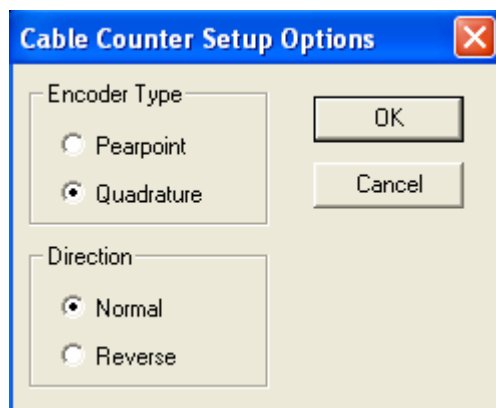 Cable Counter Setup Options
Encoder Type
Pearpoint
Quadrature
OK
Cancel
Direction
Normal
Reverse